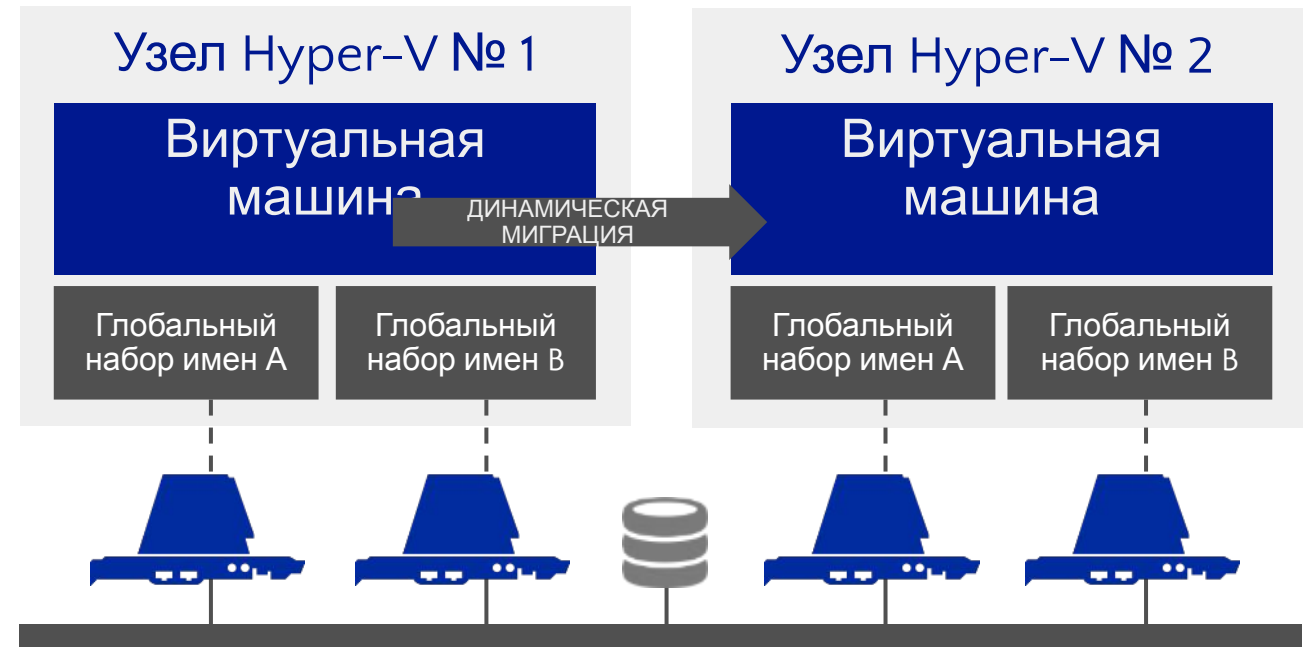 Узел Hyper-V № 1
Виртуальная
машина
ДИНАМИЧЕСКАЯ
МИГРАЦИЯ
Глобальный
набор имен A
Глобальный
набор имен B
Узел Hyper-V № 2
Виртуальная
машина
Глобальный
набор имен A
Глобальный
набор имен B